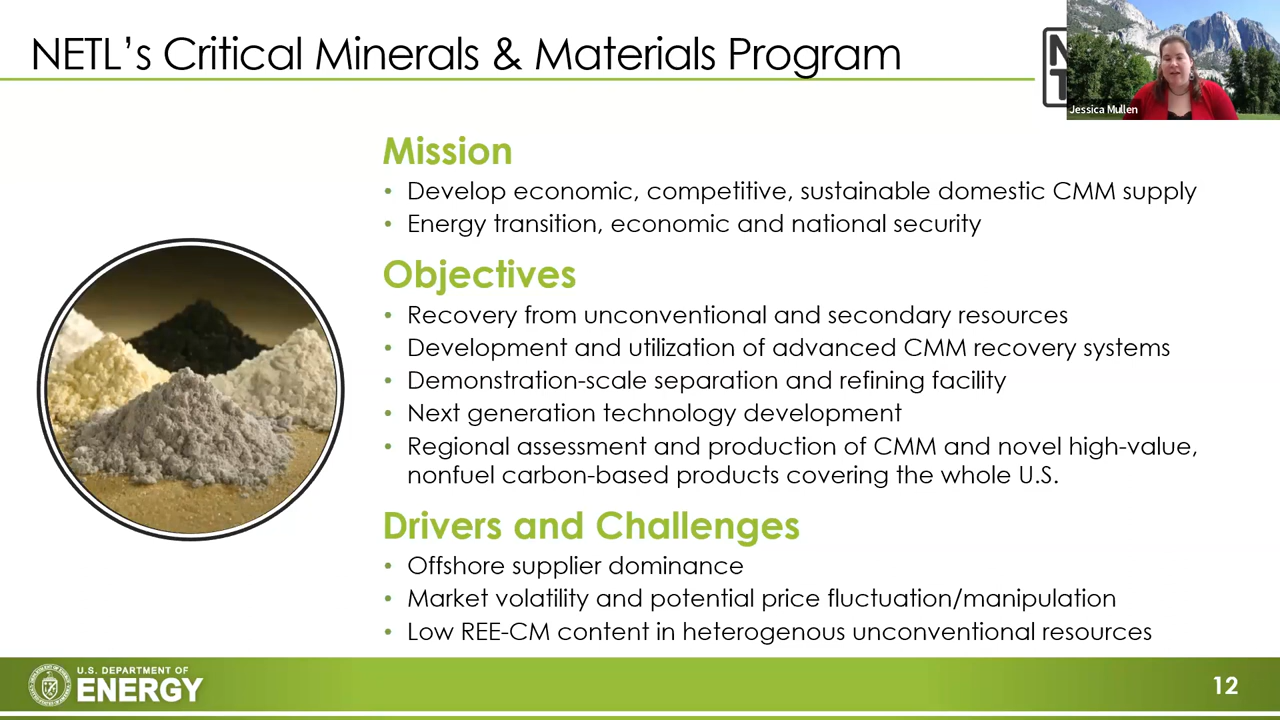 NETL's Critical Minerals & Materials Program
Jessica Mullen
Mission
• Develop economic, competitive, sustainable domestic CMM supply
• Energy transition, economic and national security
Objectives
• Recovery from unconventional and secondary resources
• Development and utilization of advanced CMM recovery systems
• Demonstration-scale separation and refining facility
• Next generation technology development
• Regional assessment and production of CMM and novel high-value,
nonfuel carbon-based products covering the whole U.S.
Drivers and Challenges
• Offshore supplier dominance
• Market volatility and potential price fluctuation/manipulation
• Low REE-CM content in heterogenous unconventional resources
U.S. DEPARTMENT OF
ENERGY
12